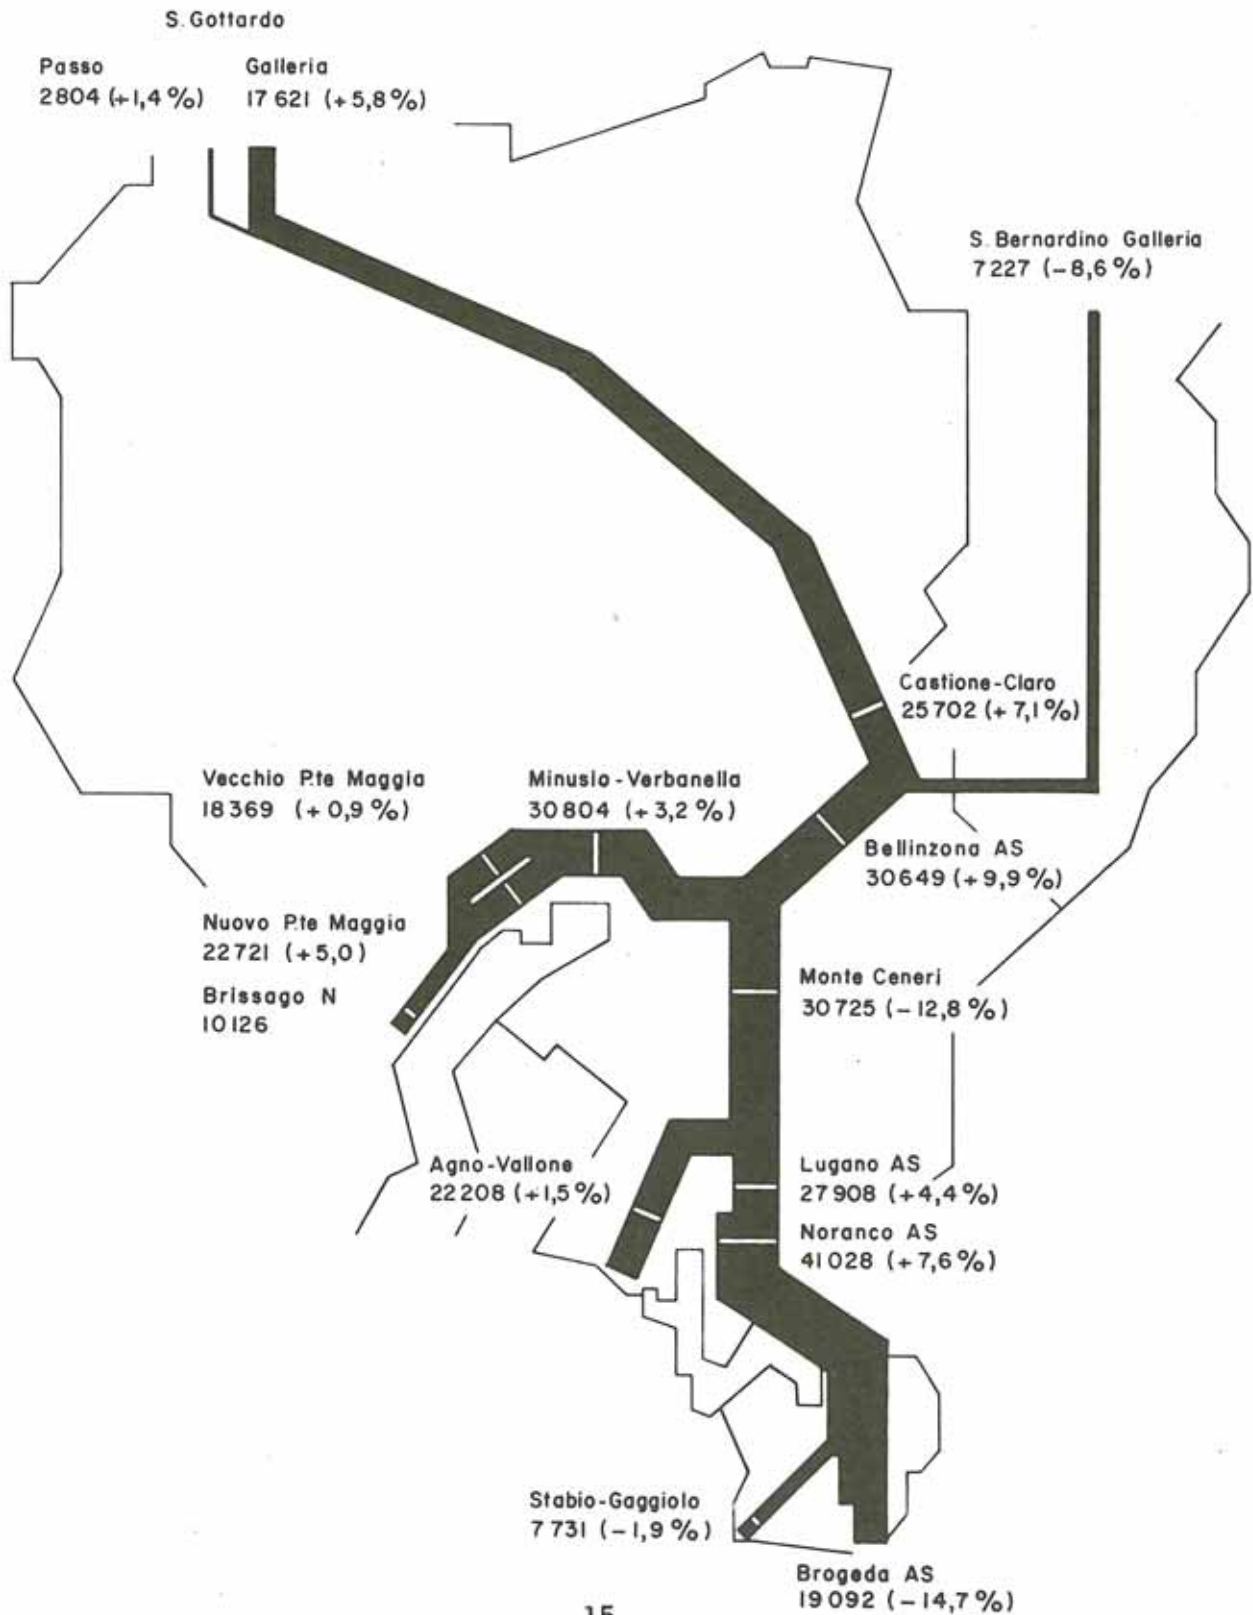 S. Gottardo
Passo
2804 (+1,4%)
Galleria
17621 (+5,8%)
S. Bernardino Galleria
7227 (-8,6%)
Castione-Claro
25702 (+7,1%)
Vecchio P.te Maggia
18369 (+0,9%)
Minusio-Verbanella
30804 (+3,2%)
Bellinzona AS
30649 (+9,9%)
Nuovo P.te Maggia
22721 (+5,0)
Brissago N
10126
Monte Ceneri
30725 (-12,8%)
Agno-Vallone
22208 (+1,5%)
Lugano AS
27908 (+4,4%)
Noranco AS
41028 (+7,6%)
Stabio-Gaggiolo
7731 (-1,9%)
Brogeda AS
19092 (-14,7%)